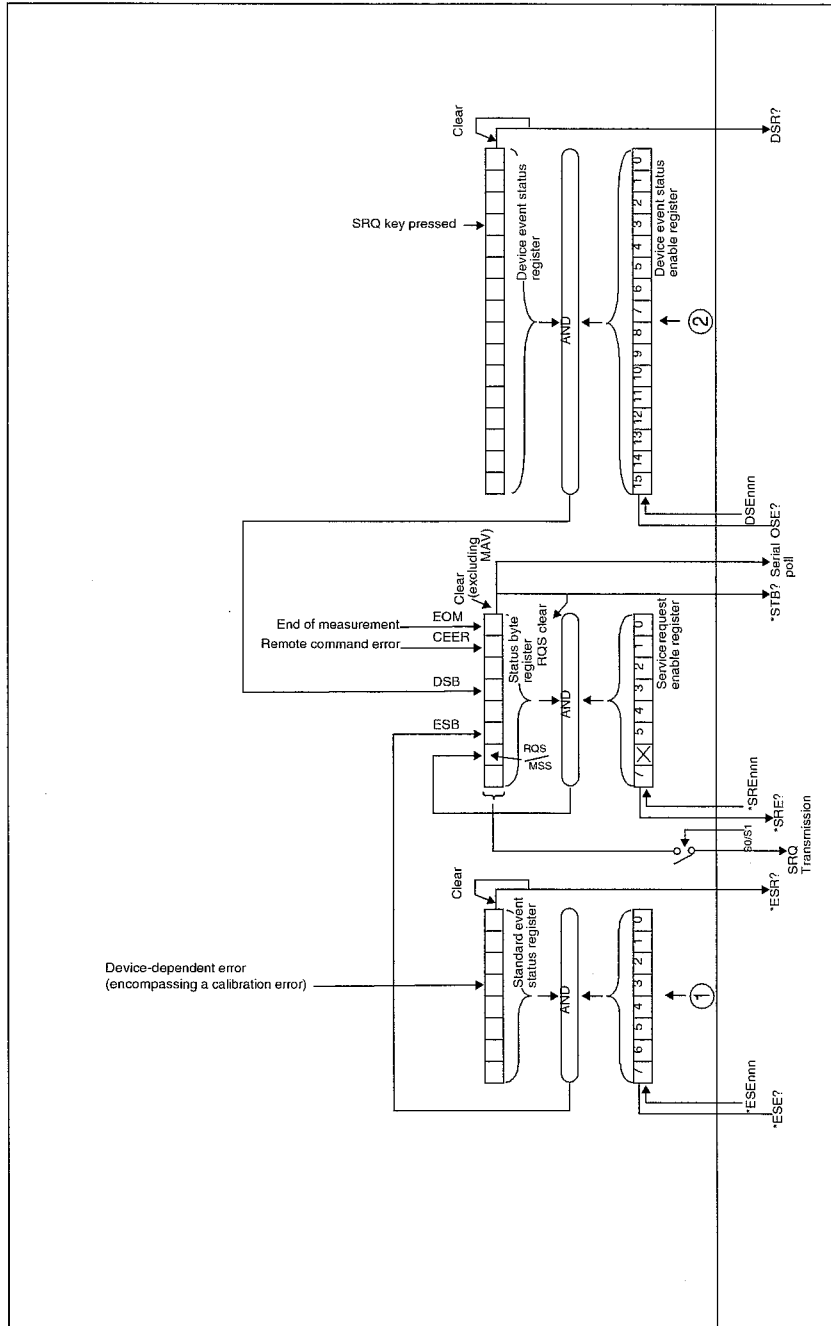 Clear
DSR?
SRQ key pressed
Device event status
register
AND
0 1 2 3 4 5 6 7 8 9 10 11 12 13 14 15
Device event status
enable register
2
DSEnnn
OSE?
Clear
(excluding
MAV)
Serial
poll
*STB?
End of measurement
EOM
Remote command error
CEER
DSB
ESB
RQS
MSS
Status byte
register
RQS clear
AND
0 1 2 3 4 5 7
Service request
enable register
*SREnnn
*SRE?
S0/S1
SRQ
Transmission
Clear
*ESR?
Device-dependent error
(encompassing a calibration error)
Standard event
status register
AND
0 1 2 3 4 5 6 7
1
*ESEnnn
*ESE?